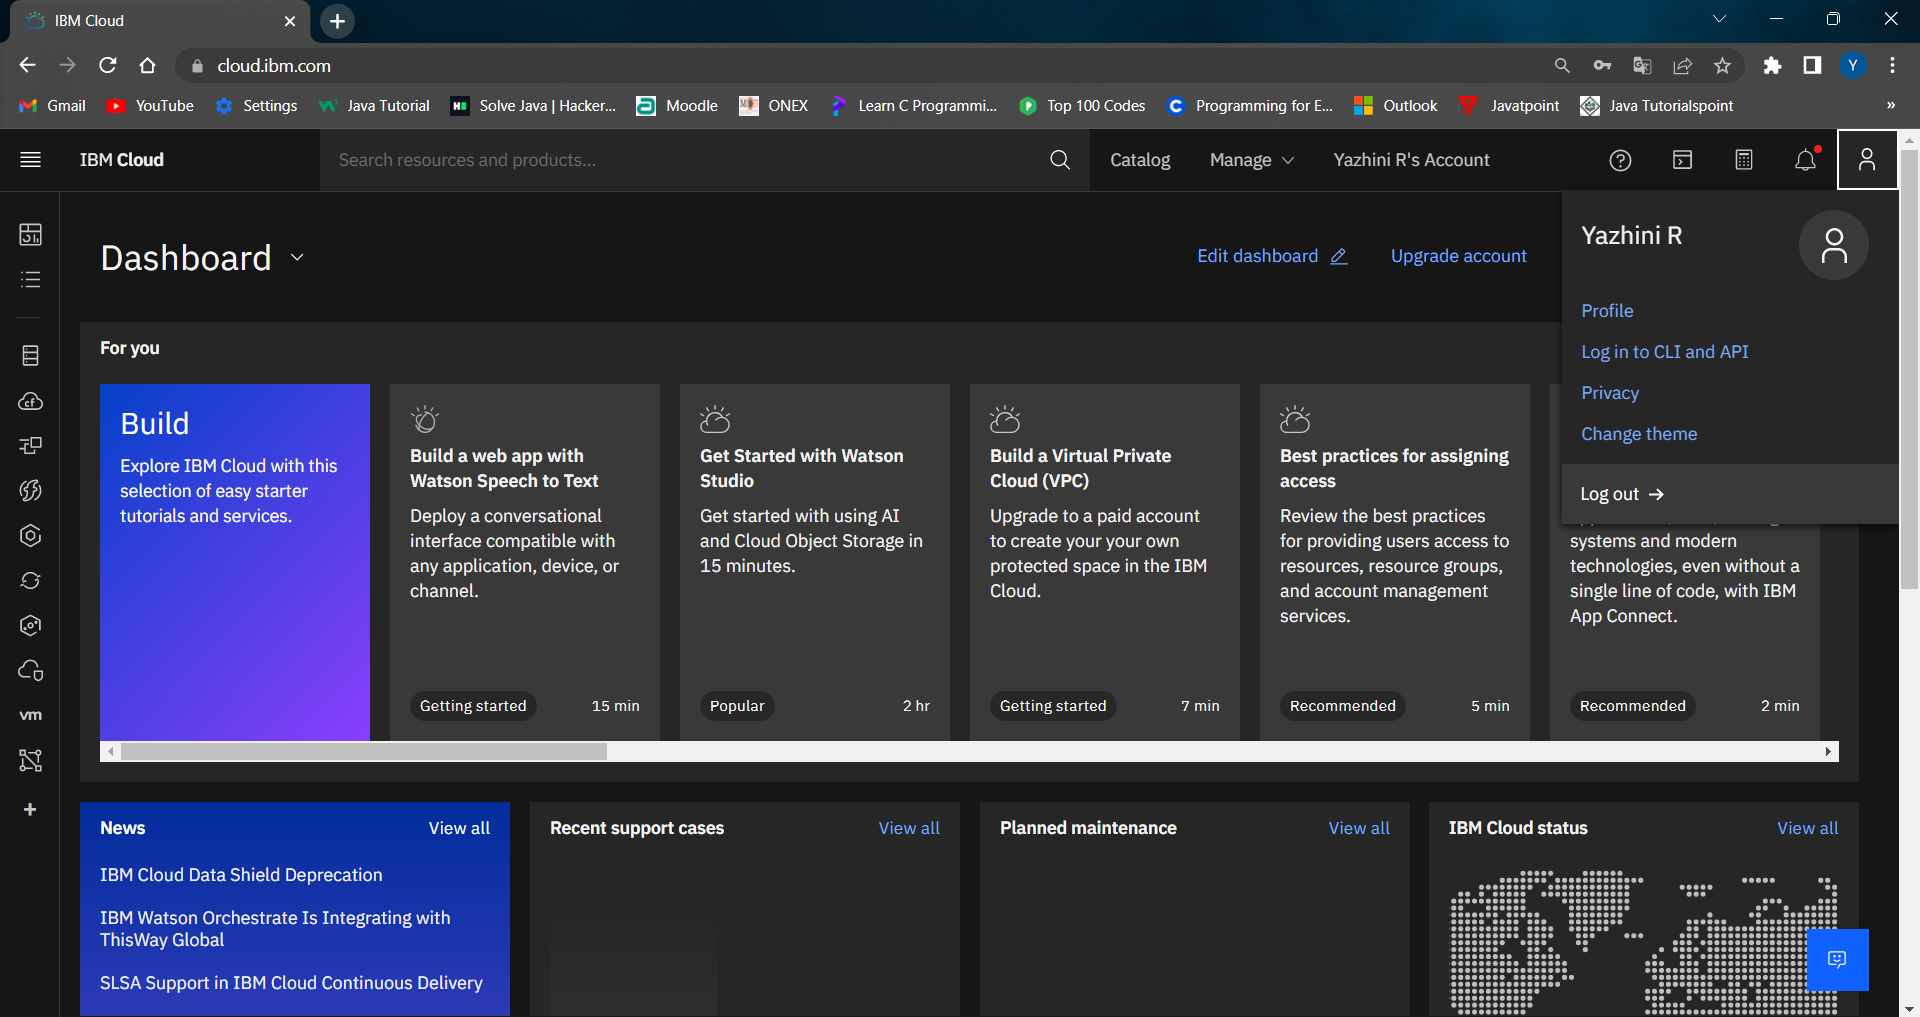 IBM Cloud
cloud.ibm.com
Y
Gmail
YouTube
Settings
Java Tutorial
Solve Java | Hacker...
Moodle
ONEX
Learn C Programmi...
Top 100 Codes
Programming for E...
Outlook
Javatpoint
Java Tutorialspoint
»
IBM Cloud
Search resources and products...
Catalog
Manage
Yazhini R's Account
Yazhini R
Profile
Log in to CLI and API
Privacy
Change theme
Log out →
Dashboard
Edit dashboard
Upgrade account
For you
Build
Explore IBM Cloud with this
selection of easy starter
tutorials and services.
Build a web app with
Watson Speech to Text
Deploy a conversational
interface compatible with
any application, device, or
channel.
Getting started
15 min
Get Started with Watson
Studio
Get started with using AI
and Cloud Object Storage in
15 minutes.
Popular
2 hr
Build a Virtual Private
Cloud (VPC)
Upgrade to a paid account
to create your your own
protected space in the IBM
Cloud.
Getting started
7 min
Best practices for assigning
access
Review the best practices
for providing users access to
resources, resource groups,
and account management
services.
Recommended
5 min
systems and modern
technologies, even without a
single line of code, with IBM
App Connect.
Recommended
2 min
vm
News
View all
IBM Cloud Data Shield Deprecation
IBM Watson Orchestrate Is Integrating with
ThisWay Global
SLSA Support in IBM Cloud Continuous Delivery
Recent support cases
View all
Planned maintenance
View all
IBM Cloud status
View all